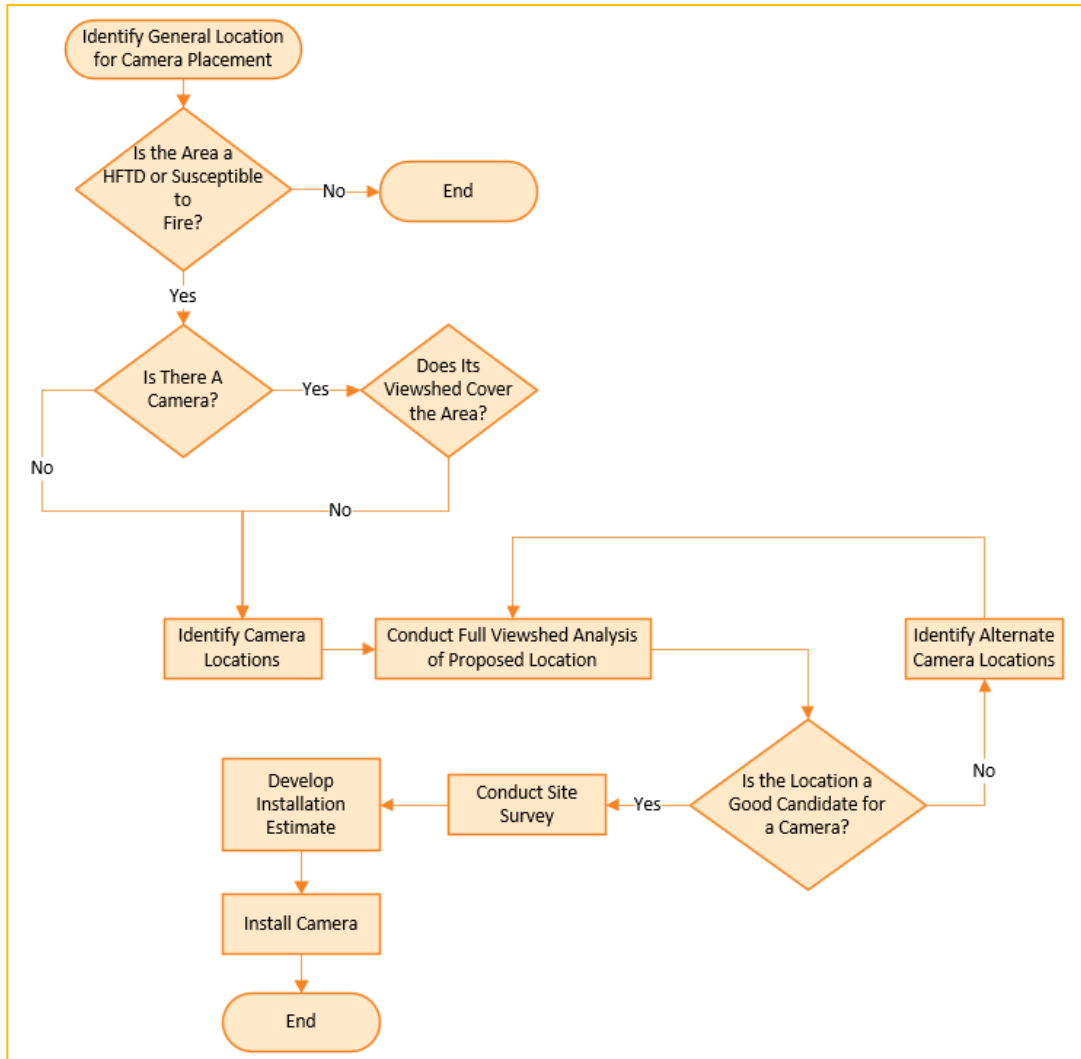 Identify General Location
for Camera Placement
Is the Area a
HFTD or Susceptible
to
Fire?
No
End
Yes
Is There A
Camera?
Yes
Does Its
Viewshed Cover
the Area?
No
No
Identify Camera
Locations
Conduct Full Viewshed Analysis
of Proposed Location
Identify Alternate
Camera Locations
Is the Location a
Good Candidate for
a Camera?
No
Yes
Conduct Site
Survey
Develop
Installation
Estimate
Install Camera
End